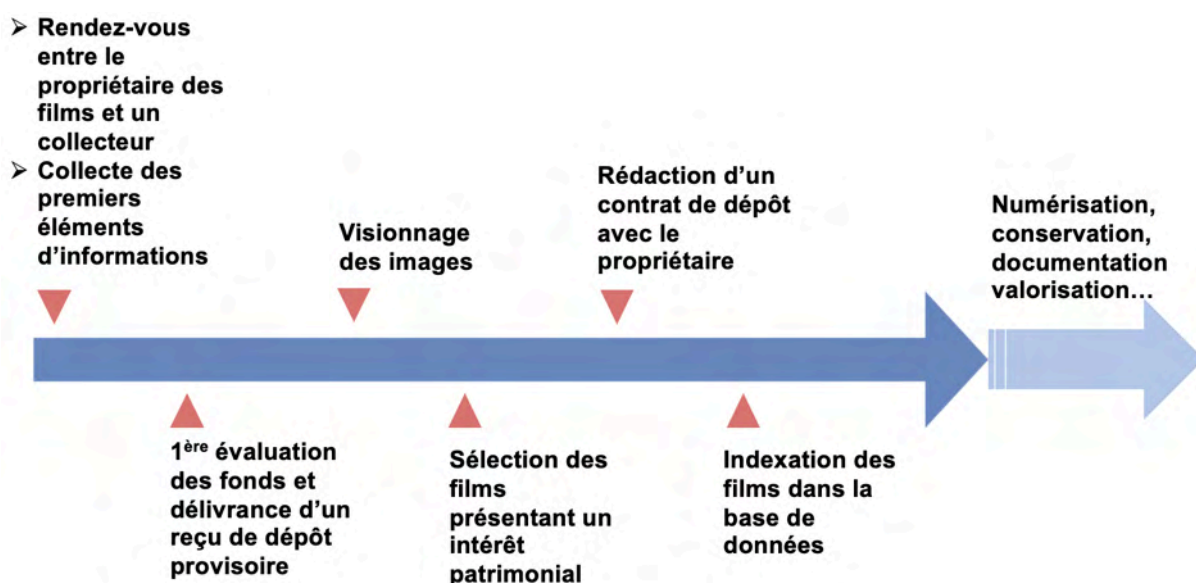 ➢ Rendez-vous
entre le
propriétaire des
films et un
collecteur
➢ Collecte des
premiers
éléments
d’informations
1ère évaluation
des fonds et
délivrance d’un
reçu de dépôt
provisoire
Visionnage
des images
Sélection des
films
présentant un
intérêt
patrimonial
Rédaction d’un
contrat de dépôt
avec le
propriétaire
Indexation des
films dans la
base de
données
Numérisation,
conservation,
documentation
valorisation…